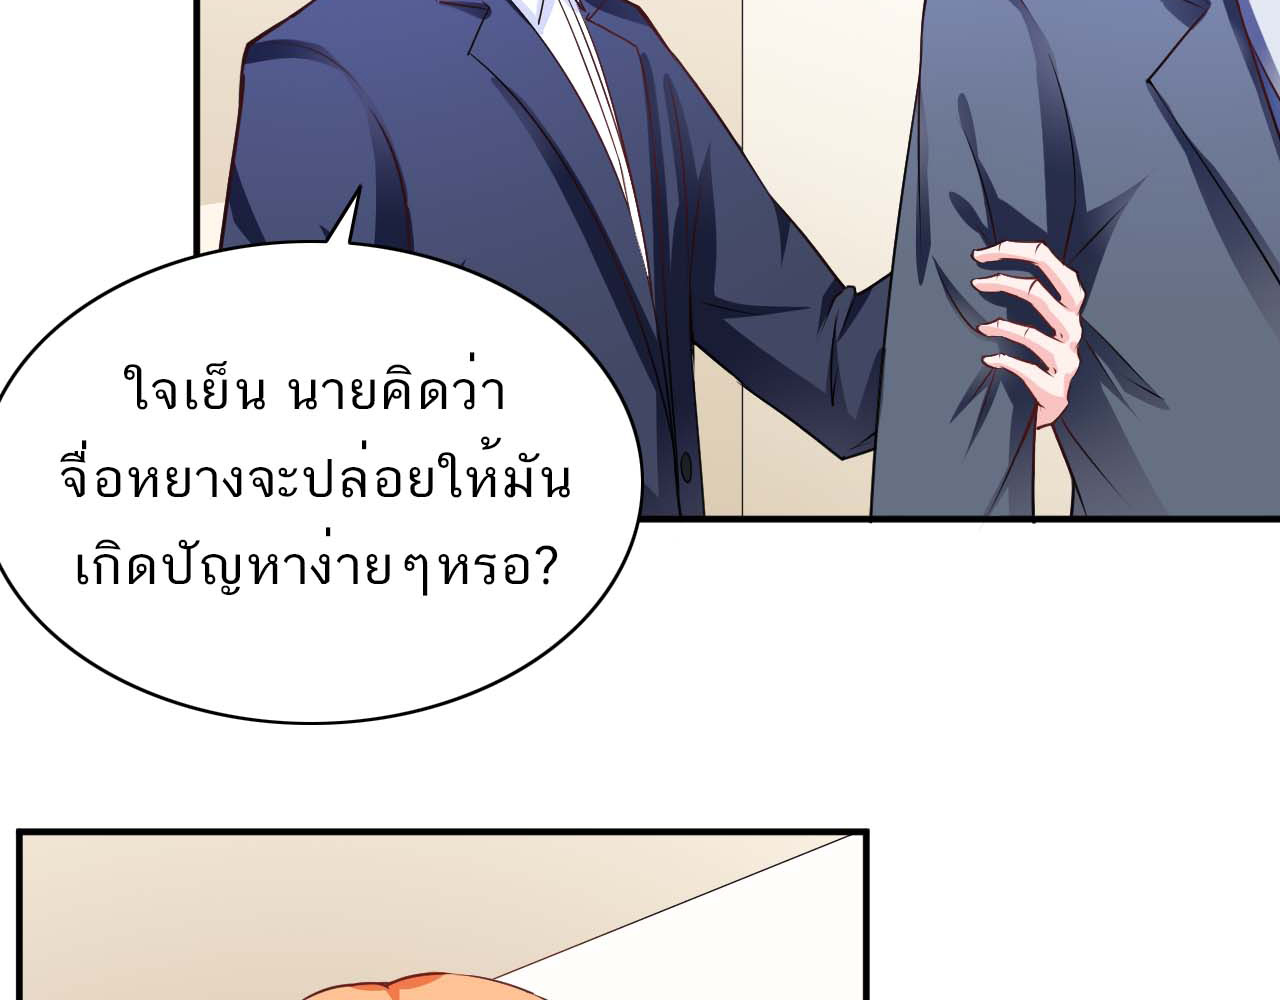 ใจเย็น นายคิดว่า
จื่อหยางจะปล่อยให้มัน
เกิดปัญหาง่ายๆหรอ?